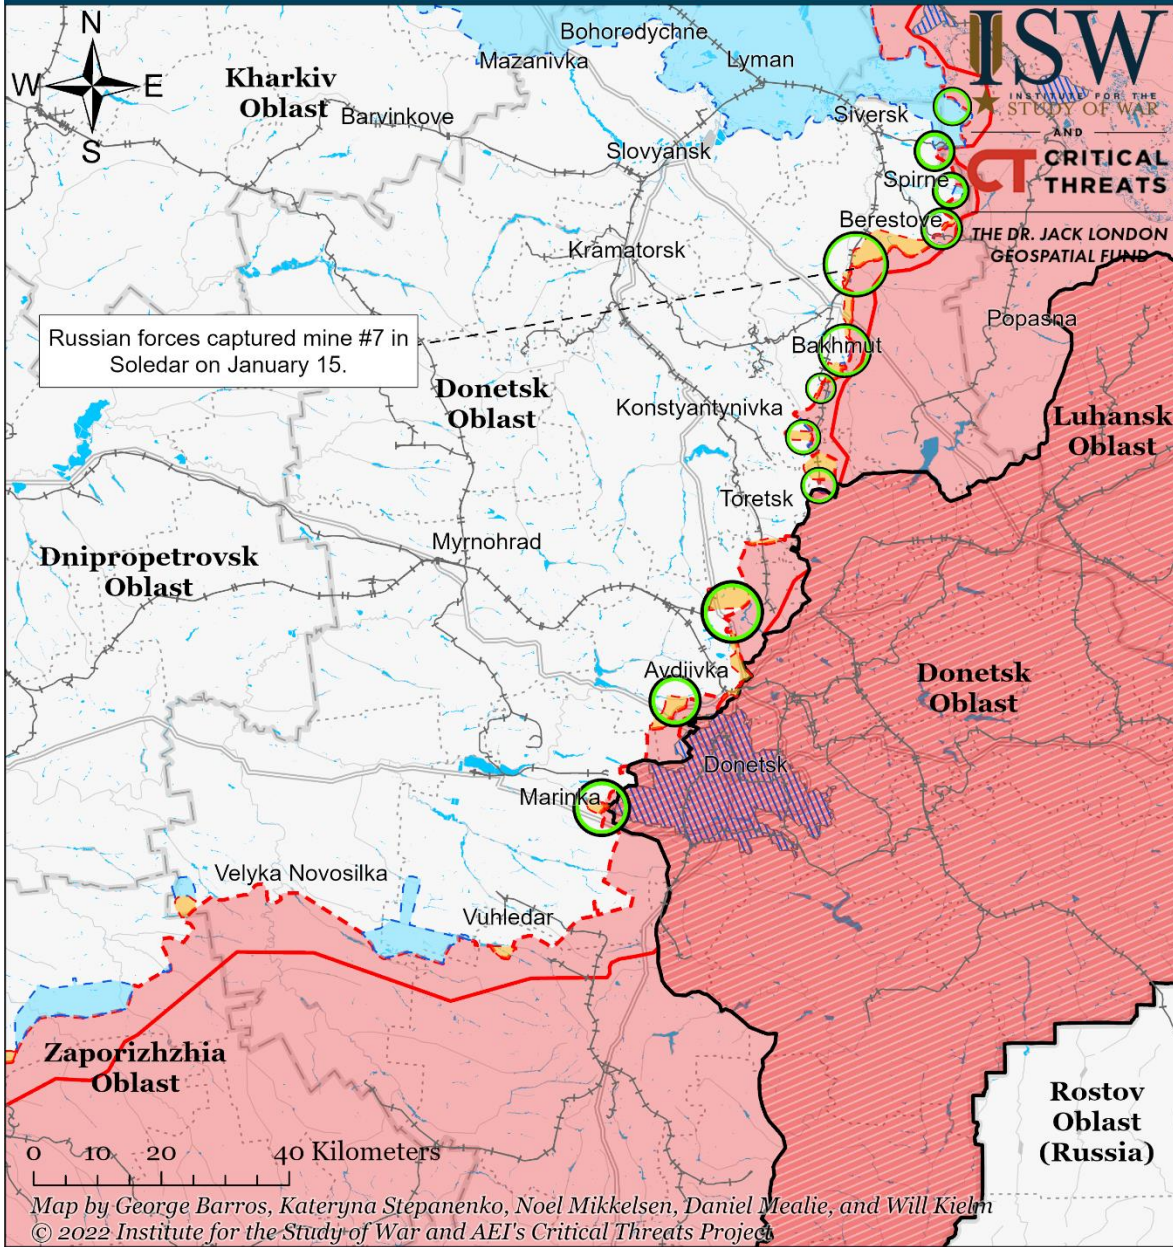 N
W
E
S
Kharkiv
Oblast
Bohorodychne
Mazanivka
Lyman
Barvinkove
Siversk
Slovyansk
Spirne
Berestove
Kramatorsk
ISW
INSTITUTE FOR THE
STUDY OF WAR
AND
CT CRITICAL
THREATS
THE DR. JACK LONDON
GEOSPATIAL FUND
Russian forces captured mine #7 in
Soledar on January 15.
Popasna
Bakhmut
Donetsk
Oblast
Konstyantynivka
Luhansk
Oblast
Toretsk
Myrnohrad
Dnipropetrovsk
Oblast
Avdiivka
Donetsk
Oblast
Donetsk
Marinka
Velyka Novosilka
Vuhledar
Zaporizhzhia
Oblast
Rostov
Oblast
(Russia)
0 10 20 40 Kilometers
Map by George Barros, Kateryna Stepanenko, Noel Mikkelsen, Daniel Mealie, and Will Kielm
© 2022 Institute for the Study of War and AEI's Critical Threats Project